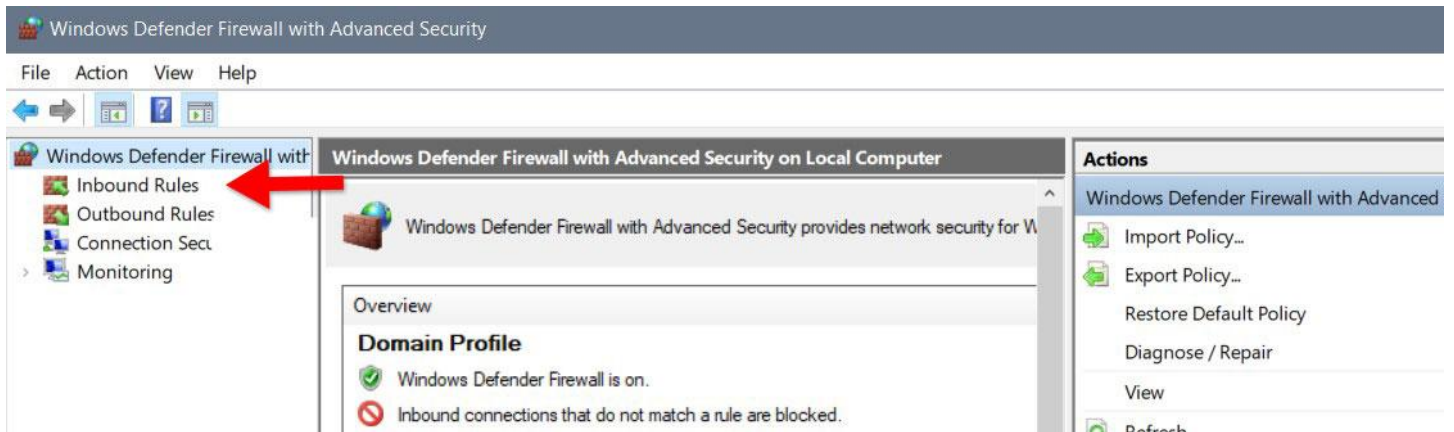 Windows Defender Firewall with Advanced Security
File Action View Help
Windows Defender Firewall with
Inbound Rules
Outbound Rules
Connection Secu
Monitoring
Windows Defender Firewall with Advanced Security on Local Computer
Windows Defender Firewall with Advanced Security provides network security for W
Overview
Domain Profile
Windows Defender Firewall is on.
Inbound connections that do not match a rule are blocked.
Actions
Windows Defender Firewall with Advanced
Import Policy...
Export Policy...
Restore Default Policy
Diagnose / Repair
View
Refresh